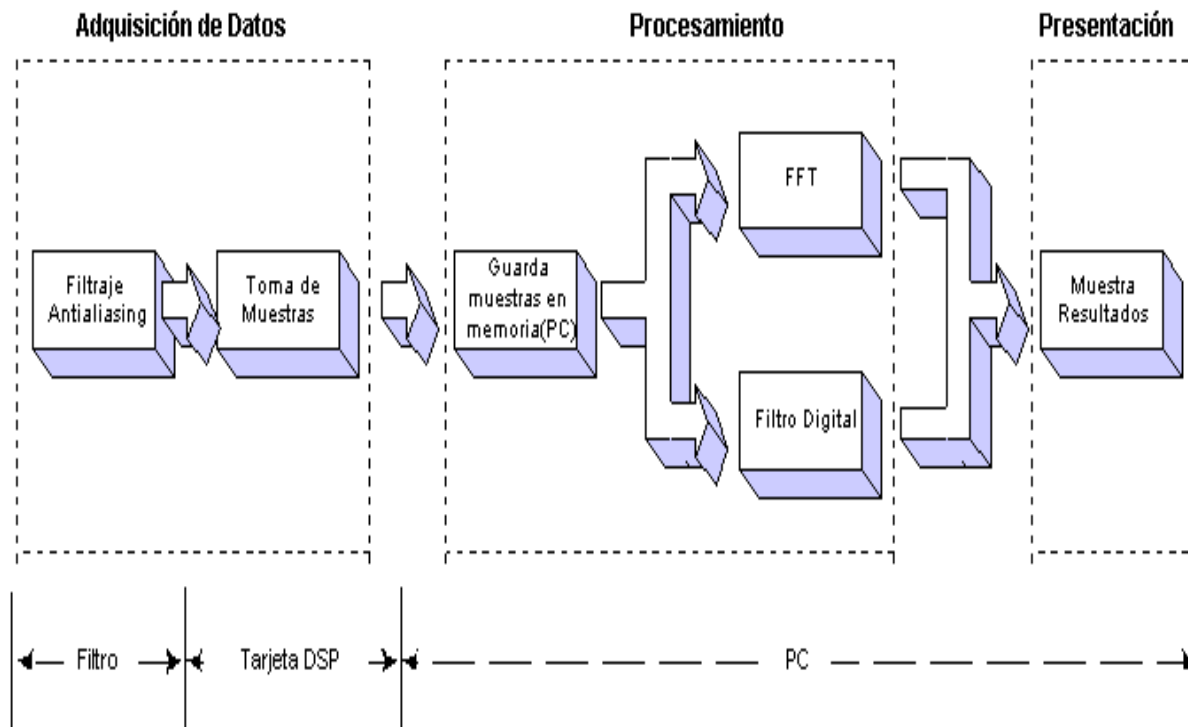 Adquisición de Datos
Procesamiento
Presentación
Filtraje
Antialiasing
Toma de
Muestras
Guarda
muestras en
memoria(PC)
FFT
Filtro Digital
Muestra
Resultados
Filtro
Tarjeta DSP
PC